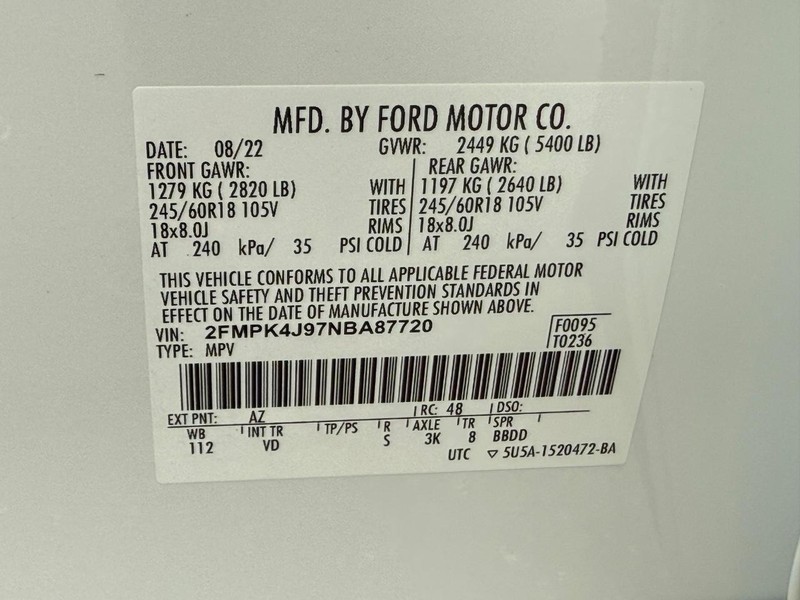 MFD. BY FORD MOTOR CO.
DATE: 08/22 GVWR: 2449 KG ( 5400 LB)
FRONT GAWR: REAR GAWR:
1279 KG ( 2820 LB) WITH 1197 KG ( 2640 LB) WITH
245/60R18 105V TIRES 245/60R18 105V TIRES
18x8.0J RIMS 18x8.0J RIMS
AT 240 kPa/ 35 PSI COLD AT 240 kPa/ 35 PSI COLD
THIS VEHICLE CONFORMS TO ALL APPLICABLE FEDERAL MOTOR
VEHICLE SAFETY AND THEFT PREVENTION STANDARDS IN
EFFECT ON THE DATE OF MANUFACTURE SHOWN ABOVE.
VIN: 2FMPK4J97NBA87720 F0095
TYPE: MPV T0236
EXT PNT: AZ RC: 48 DSO:
WB INT TR TP/PS R AXLE TR SPR
112 VD S 3K 8 BBDD
UTC ▽ 5U5A-1520472-BA